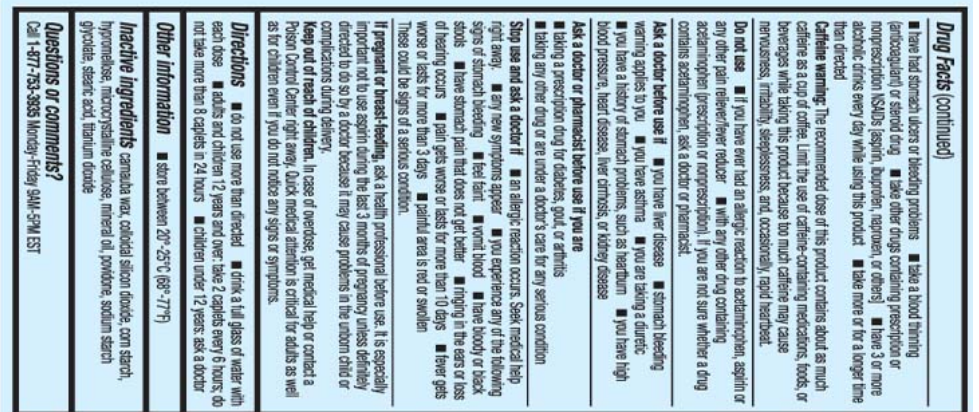 Drug Facts (continued)
■ have had stomach ulcers or bleeding problems ■ take a blood thinning
(anticoagulant) or steroid drug ■ take other drugs containing prescription or
nonprescription NSAIDs [aspirin, ibuprofen, naproxen, or others] ■ have 3 or more
alcoholic drinks every day while using this product ■ take more or for a longer time
than directed
Caffeine warning: The recommended dose of this product contains about as much
caffeine as a cup of coffee. Limit the use of caffeine-containing medications, foods, or
beverages while taking this product because too much caffeine may cause
nervousness, irritability, sleeplessness, and, occasionally, rapid heartbeat.
Do not use ■ if you have ever had an allergic reaction to acetaminophen, aspirin or
any other pain reliever/fever reducer ■ with any other drug containing
acetaminophen (prescription or nonprescription). If you are not sure whether a drug
contains acetaminophen, ask a doctor or pharmacist.
Ask a doctor before use if ■ you have liver disease ■ stomach bleeding
warning applies to you ■ you have asthma ■ you are taking a diuretic
■ you have a history of stomach problems, such as heartburn ■ you have high
blood pressure, heart disease, liver cirrhosis, or kidney disease
Ask a doctor or pharmacist before use if you are
■ taking a prescription drug for diabetes, gout, or arthritis
■ taking any other drug or are under a doctor's care for any serious condition
Stop use and ask a doctor if ■ an allergic reaction occurs. Seek medical help
right away. ■ any new symptoms appear ■ you experience any of the following
signs of stomach bleeding ■ feel faint ■ vomit blood ■ have bloody or black
stools ■ have stomach pain that does not get better ■ ringing in the ears or loss
of hearing occurs ■ pain gets worse or lasts for more than 10 days ■ fever gets
worse or lasts for more than 3 days ■ painful area is red or swollen
These could be signs of a serious condition.
If pregnant or breast-feeding, ask a health professional before use. It is especially
important not to use aspirin during the last 3 months of pregnancy unless definitely
directed to do so by a doctor because it may cause problems in the unborn child or
complications during delivery.
Keep out of reach of children. In case of overdose, get medical help or contact a
Poison Control Center right away. Quick medical attention is critical for adults as well
as for children even if you do not notice any signs or symptoms.
Directions ■ do not use more than directed ■ drink a full glass of water with
each dose ■ adults and children 12 years and over: take 2 caplets every 6 hours; do
not take more than 8 caplets in 24 hours ■ children under 12 years: ask a doctor
Other information ■ store between 20°-25°C (68°-77°F)
Inactive ingredients carnauba wax, colloidal silicon dioxide, corn starch,
hypromellose, microcrystalline cellulose, mineral oil, povidone, sodium starch
glycolate, stearic acid, titanium dioxide
Questions or comments?
Call 1-877-753-3935 Monday-Friday 9AM-5PM EST